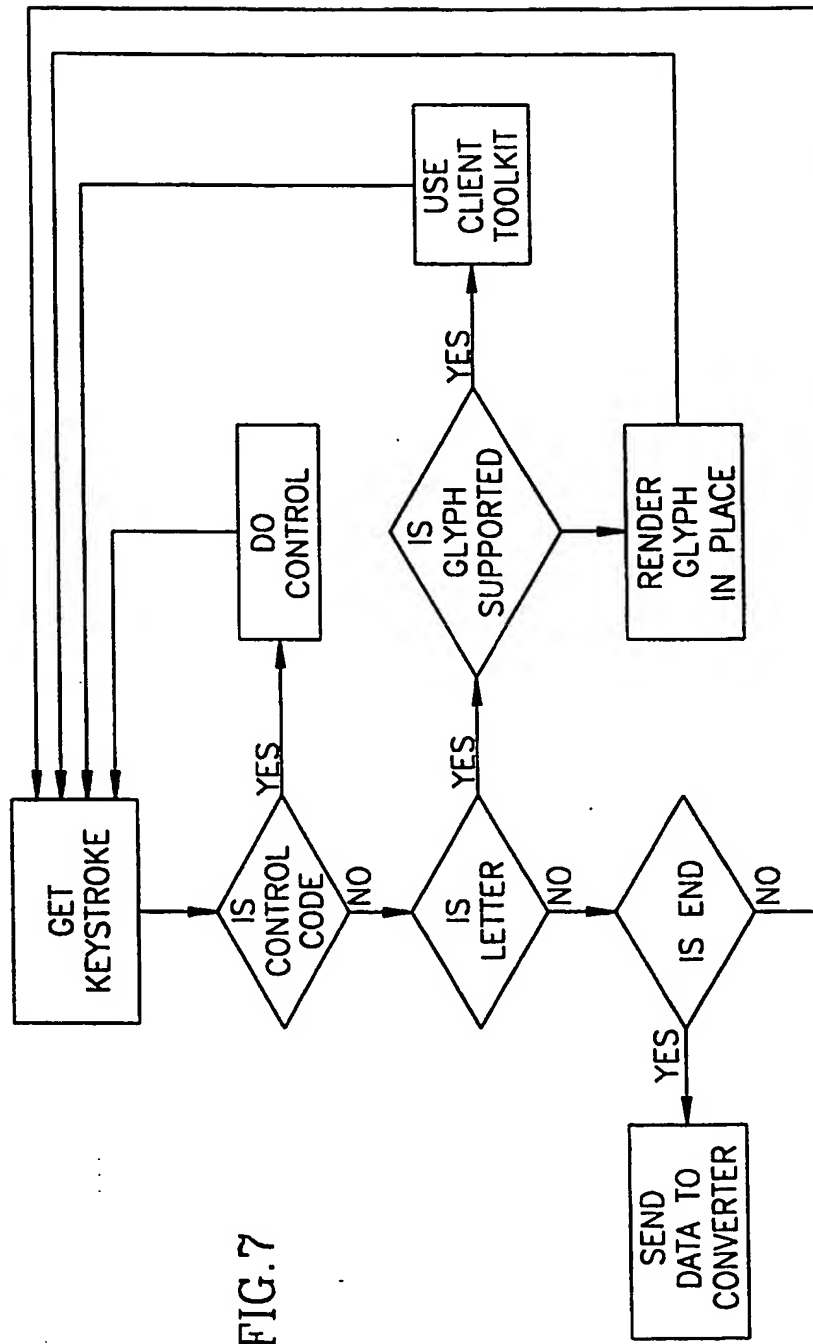 GET
KEYSTROKE
IS
CONTROL
CODE
YES
NO
DO
CONTROL
IS
LETTER
YES
NO
IS
GLYPH
SUPPORTED
YES
USE
CLIENT
TOOLKIT
RENDER
GLYPH
IN PLACE
IS END
YES
NO
SEND
DATA TO
CONVERTER
FIG.7